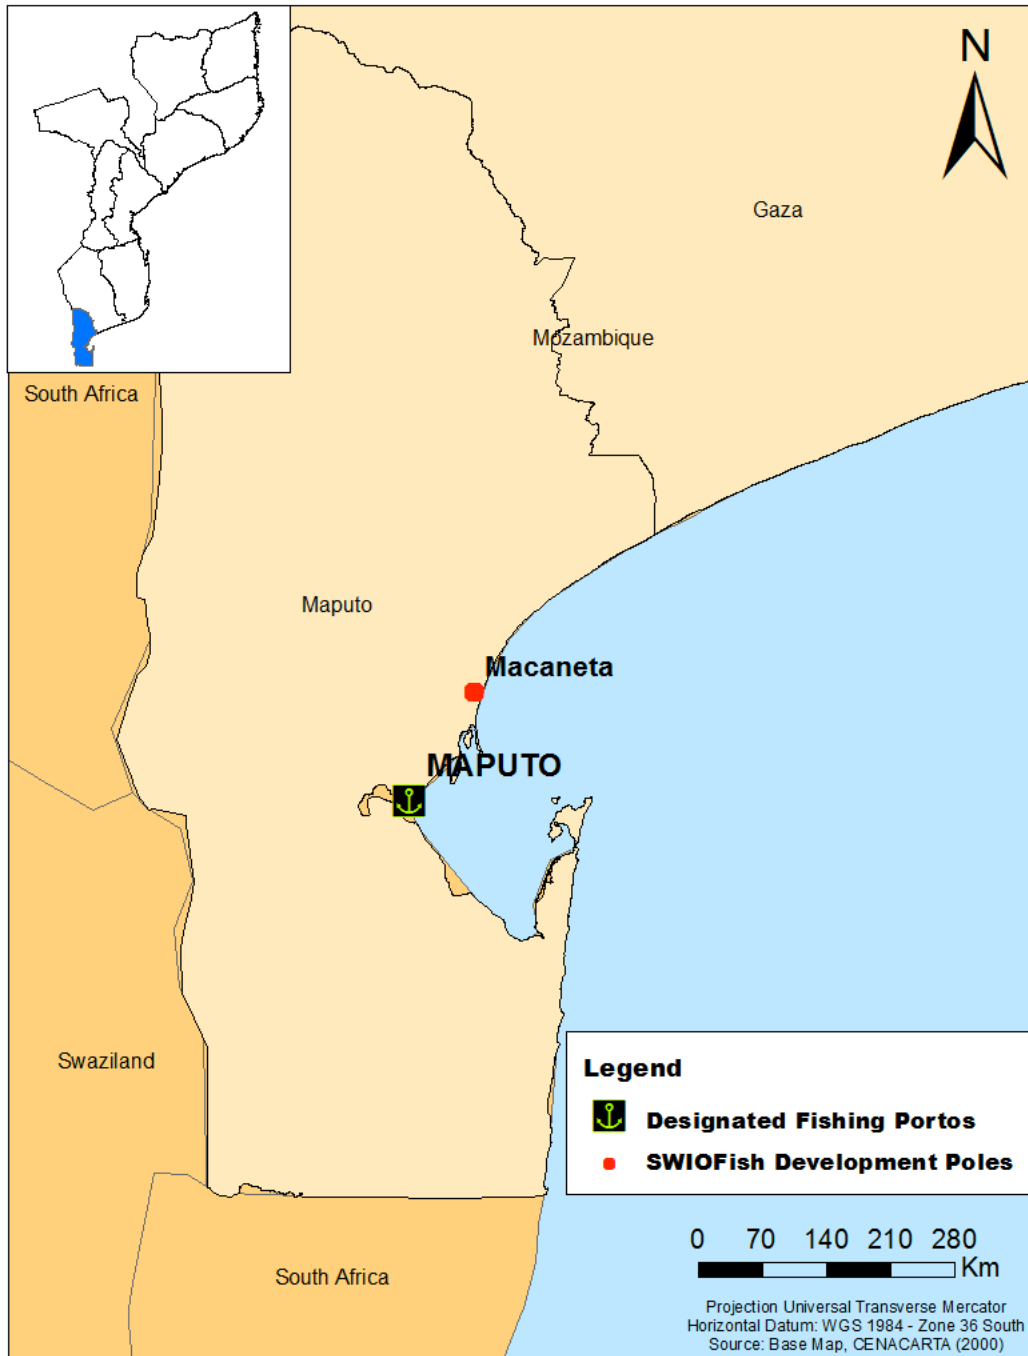 N
Gaza
Mozambique
South Africa
Maputo
Macaneta
MAPUTO
Swaziland
South Africa
Legend
Designated Fishing Portos
SWIOFish Development Poles
0 70 140 210 280
Km
Projection Universal Transverse Mercator
Horizontal Datum: WGS 1984 - Zone 36 South
Source: Base Map, CENACARTA (2000)